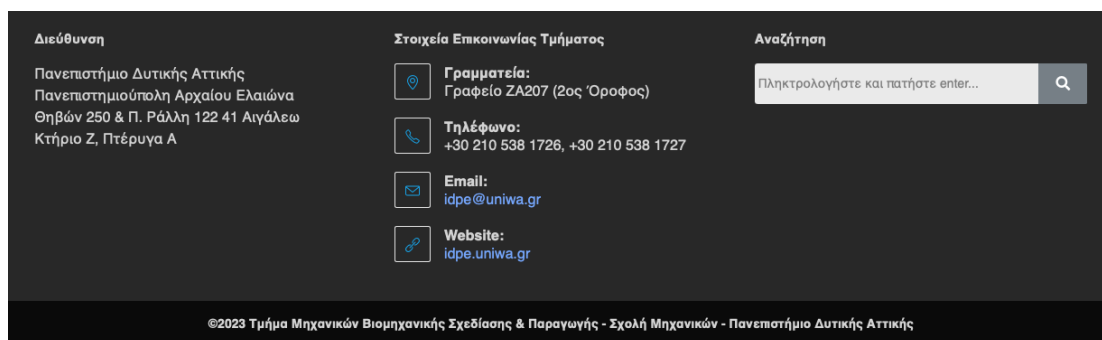 Διεύθυνση
Πανεπιστήμιο Δυτικής Αττικής
Πανεπιστημιούπολη Αρχαίου Ελαιώνα
Θηβών 250 & Π. Ράλλη 122 41 Αιγάλεω
Κτήριο Ζ, Πτέρυγα Α
Στοιχεία Επικοινωνίας Τμήματος
Γραμματεία:
Γραφείο ΖΑ207 (2ος Όροφος)
Τηλέφωνο:
+30 210 538 1726, +30 210 538 1727
Email:
idpe@uniwa.gr
Website:
idpe.uniwa.gr
Αναζήτηση
Πληκτρολογήστε και πατήστε enter...
©2023 Τμήμα Μηχανικών Βιομηχανικής Σχεδίασης & Παραγωγής - Σχολή Μηχανικών - Πανεπιστήμιο Δυτικής Αττικής